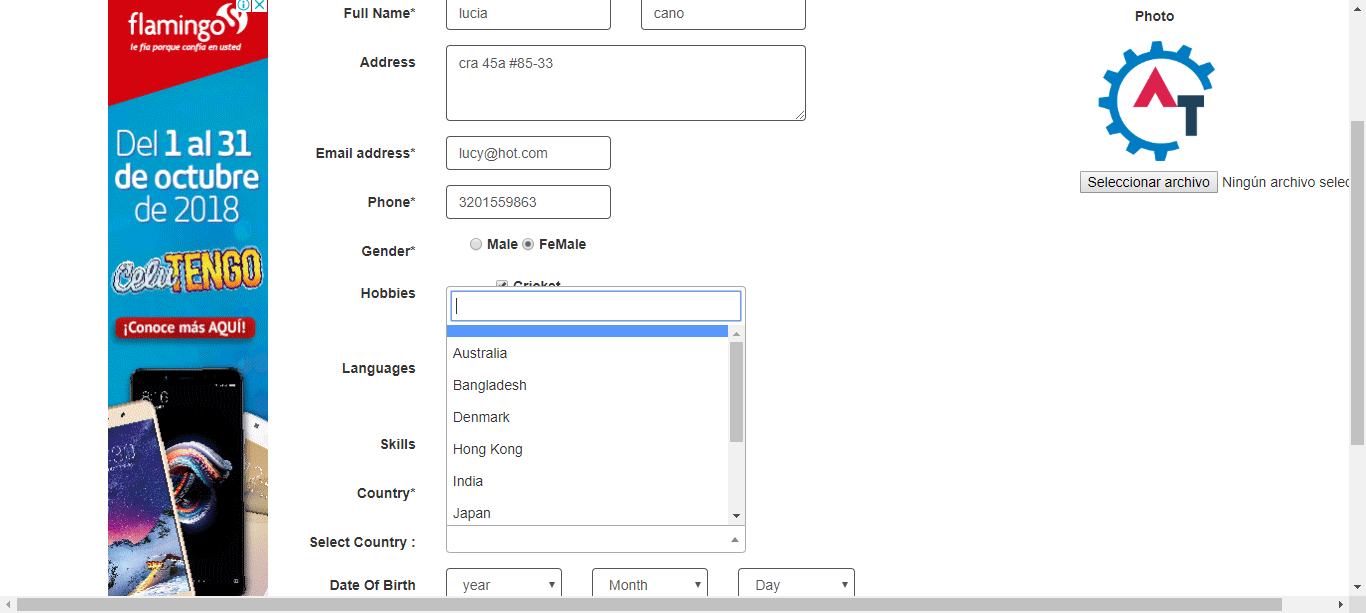 flamingo
le fía porque confía en usted
Del 1 al 31
de octubre
de 2018
CeluTENGO
¡Conoce más AQUÍ!
8:16
Full Name*
lucia
cano
Address
cra 45a #85-33
Email address*
lucy@hot.com
Phone*
3201559863
Gender*
Male
FeMale
Hobbies
Cricket
Languages
Australia
Bangladesh
Denmark
Skills
Hong Kong
India
Country*
Japan
Select Country :
Date Of Birth
year
Month
Day
Photo
AT
Seleccionar archivo
Ningún archivo selec